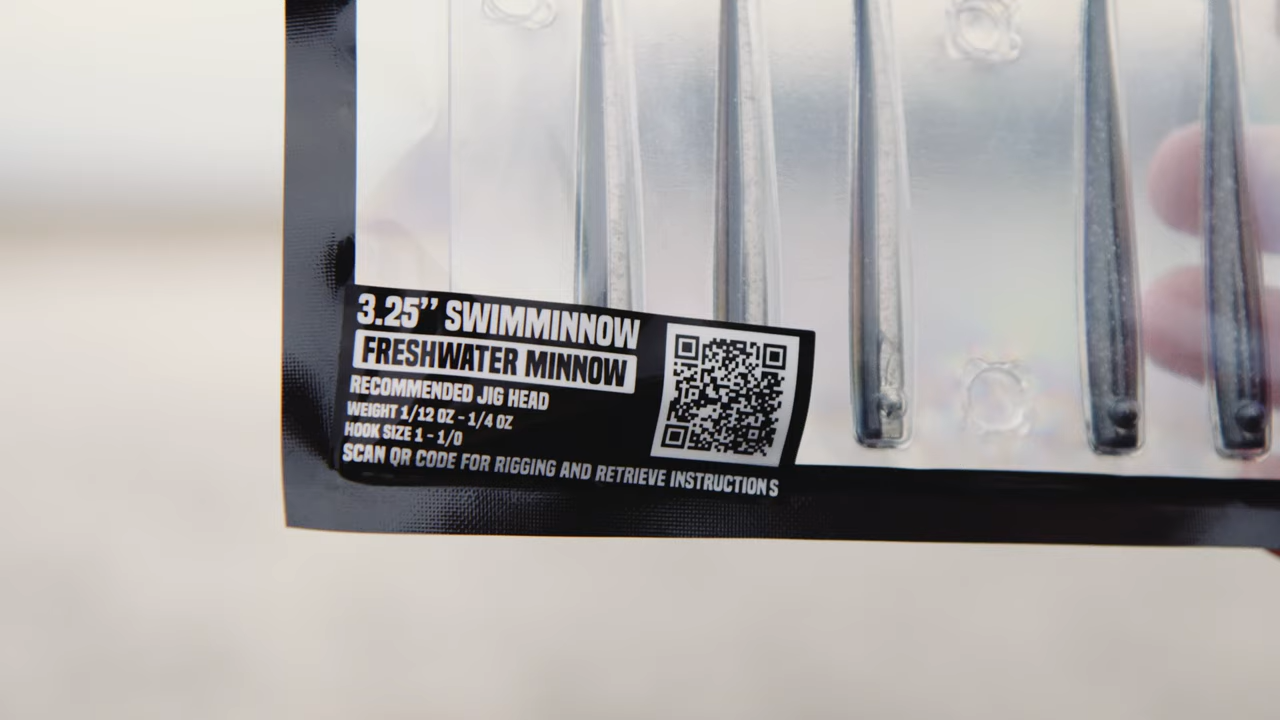 3.25’’ SWIMMINNOW
FRESHWATER MINNOW
RECOMMENDED JIG HEAD
WEIGHT 1/12 OZ - 1/4 OZ
HOOK SIZE 1 - 1/0
SCAN QR CODE FOR RIGGING AND RETRIEVE INSTRUCTIONS